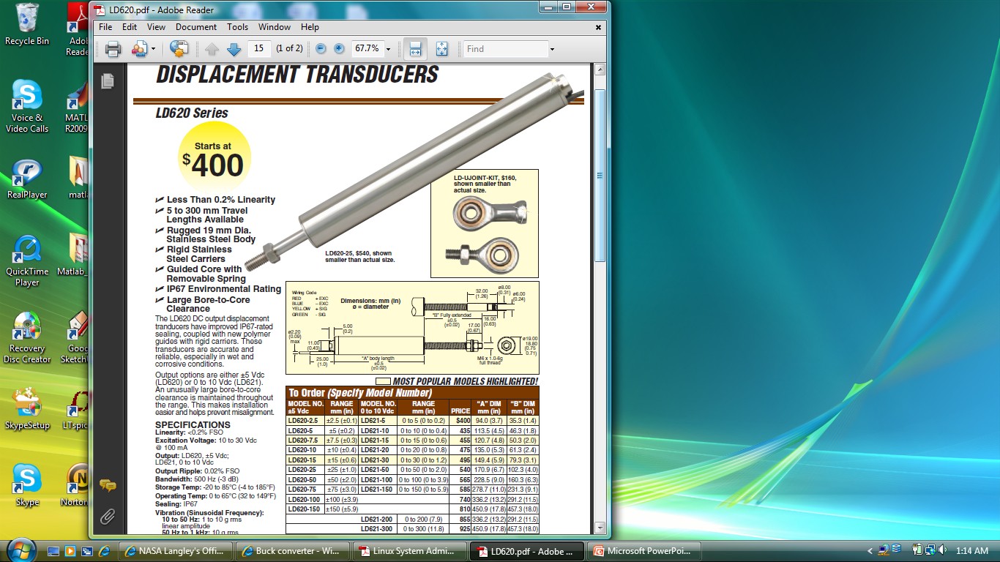 LD620.pdf - Adobe Reader
File Edit View Document Tools Window Help
15 (1 of 2) 67.7% Find
Recycle Bin
Voice & Video Calls
RealPlayer
QuickTime Player
Recovery Disc Creator
SkypeSetup
Skype
DISPLACEMENT TRANSDUCERS
LD620 Series
Starts at
$400
Less Than 0.2% Linearity
5 to 300 mm Travel
Lengths Available
Rugged 19 mm Dia.
Stainless Steel Body
Rigid Stainless
Steel Carriers
Guided Core with
Removable Spring
IP67 Environmental Rating
Large Bore-to-Core
Clearance
The LD620 DC output displacement
tranducers have improved IP67-rated
sealing, coupled with new polymer
guides with rigid carriers. These
transducers are accurate and
reliable, especially in wet and
corrosive conditions.
Output options are either ±5 Vdc
(LD620) or 0 to 10 Vdc (LD621).
An unusually large bore-to-core
clearance is maintained throughout
the range. This makes installation
easier and helps prevent misalignment.
SPECIFICATIONS
Linearity: <0.2% FSO
Excitation Voltage: 10 to 30 Vdc
@ 100 mA
Output: LD620, ±5 Vdc;
LD621, 0 to 10 Vdc
Output Ripple: 0.02% FSO
Bandwidth: 500 Hz (-3 dB)
Storage Temp: -20 to 85°C (-4 to 185°F)
Operating Temp: 0 to 65°C (32 to 149°F)
Sealing: IP67
Vibration (Sinusoidal Frequency):
10 to 50 Hz: 1 to 10 g rms
linear amplitude
50 Hz to 1 kHz: 10 g rms
LD-UJOINT-KIT, $160,
shown smaller than
actual size.
LD620-25, $540, shown
smaller than actual size.
Wiring Code
RED + EXC
BLUE – EXC
YELLOW + SIG
GREEN - SIG
Dimensions: mm (in)
ø = diameter
32.00
(1.26)
ø8.00
(0.31)
ø6.00
(0.24)
"B" Fully extended
±0.5
(±0.02)
16.00
(0.63)
17.00
(0.67)
5.00
(0.2)
ø2.20
(0.09)
max
11.00
(0.43)
25.00
(1.0)
"A" body length
±0.5
(±0.02)
M6 x 1.0-6g
full thread
ø19.00
18.80
(0.75
0.71)
MOST POPULAR MODELS HIGHLIGHTED!
To Order (Specify Model Number)
MODEL NO. RANGE MODEL NO. RANGE "A" DIM "B" DIM
±5 Vdc mm (in) 0 to 10 Vdc mm (in) PRICE mm (in) mm (in)
LD620-2.5 ±2.5 (±0.1) LD621-5 0 to 5 (0 to 0.2) $400 94.0 (3.7) 35.3 (1.4)
LD620-5 ±5 (±0.2) LD621-10 0 to 10 (0 to 0.4) 435 113.5 (4.5) 46.3 (1.8)
LD620-7.5 ±7.5 (±0.3) LD621-15 0 to 15 (0 to 0.6) 455 120.7 (4.8) 50.3 (2.0)
LD620-10 ±10 (±0.4) LD621-20 0 to 20 (0 to 0.8) 475 135.0 (5.3) 61.3 (2.4)
LD620-15 ±15 (±0.6) LD621-30 0 to 30 (0 to 1.2) 495 149.4 (5.9) 79.3 (3.1)
LD620-25 ±25 (±1.0) LD621-50 0 to 50 (0 to 2.0) 540 170.9 (6.7) 102.3 (4.0)
LD620-50 ±50 (±2.0) LD621-100 0 to 100 (0 to 3.9) 565 228.5 (9.0) 160.3 (6.3)
LD620-75 ±75 (±3.0) LD621-150 0 to 150 (0 to 5.9) 585 278.7 (11.0) 231.3 (9.1)
LD620-100 ±100 (±3.9) 740 336.2 (13.2) 291.2 (11.5)
LD620-150 ±150 (±5.9) 810 450.9 (17.8) 457.3 (18.0)
LD621-200 0 to 200 (7.9) 855 336.2 (13.2) 291.2 (11.5)
LD621-300 0 to 300 (11.8) 925 450.9 (17.8) 457.3 (18.0)
NASA Langley's Offi... Buck converter - Wi... Linux System Admi... LD620.pdf - Adobe ... Microsoft PowerPoi... 1:14 AM